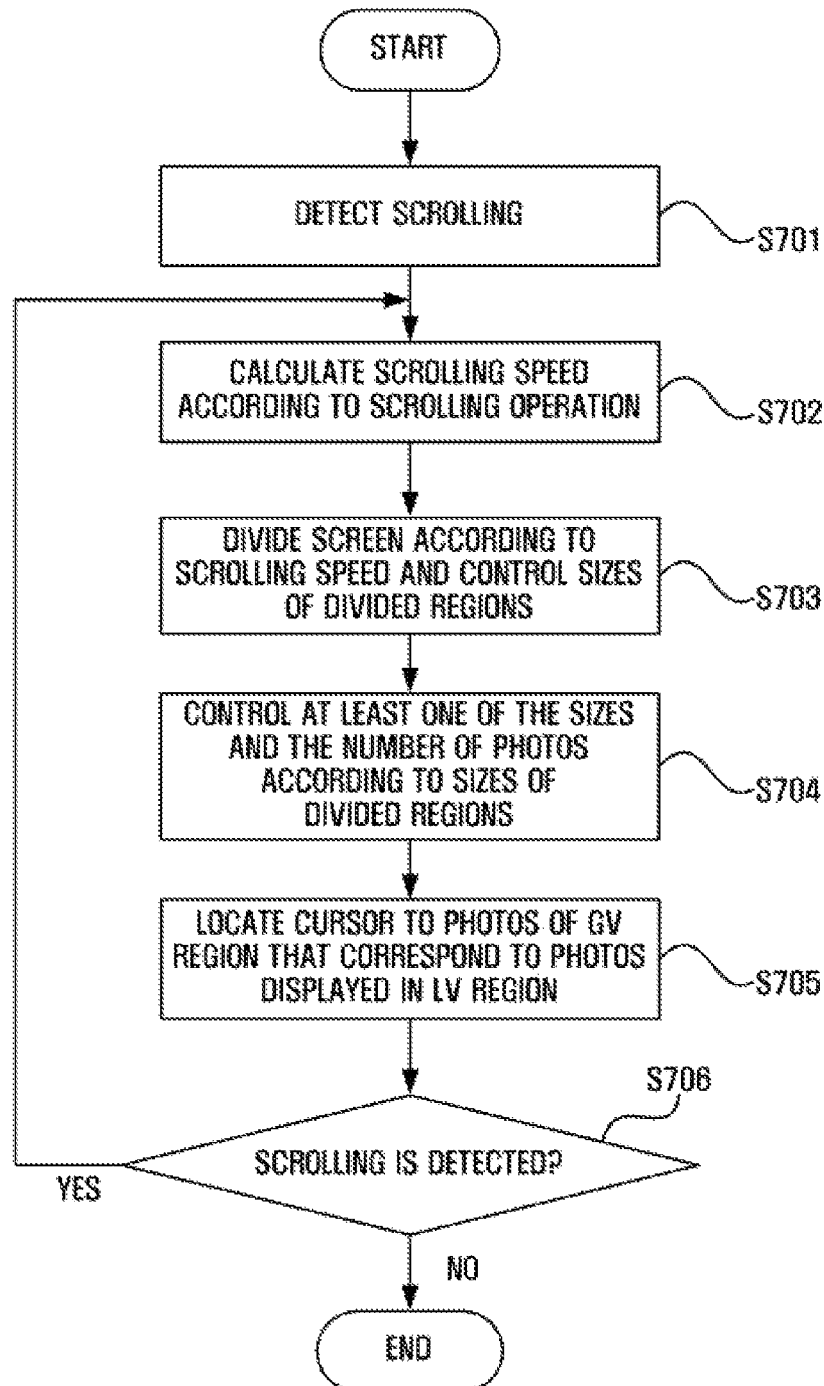 START
DETECT SCROLLING
S701
CALCULATE SCROLLING SPEED
ACCORDING TO SCROLLING OPERATION
S702
DIVIDE SCREEN ACCORDING TO
SCROLLING SPEED AND CONTROL SIZES
OF DIVIDED REGIONS
S703
CONTROL AT LEAST ONE OF THE SIZES
AND THE NUMBER OF PHOTOS
ACCORDING TO SIZES OF
DIVIDED REGIONS
S704
LOCATE CURSOR TO PHOTOS OF GV
REGION THAT CORRESPOND TO PHOTOS
DISPLAYED IN LV REGION
S705
S706
SCROLLING IS DETECTED?
YES
NO
END